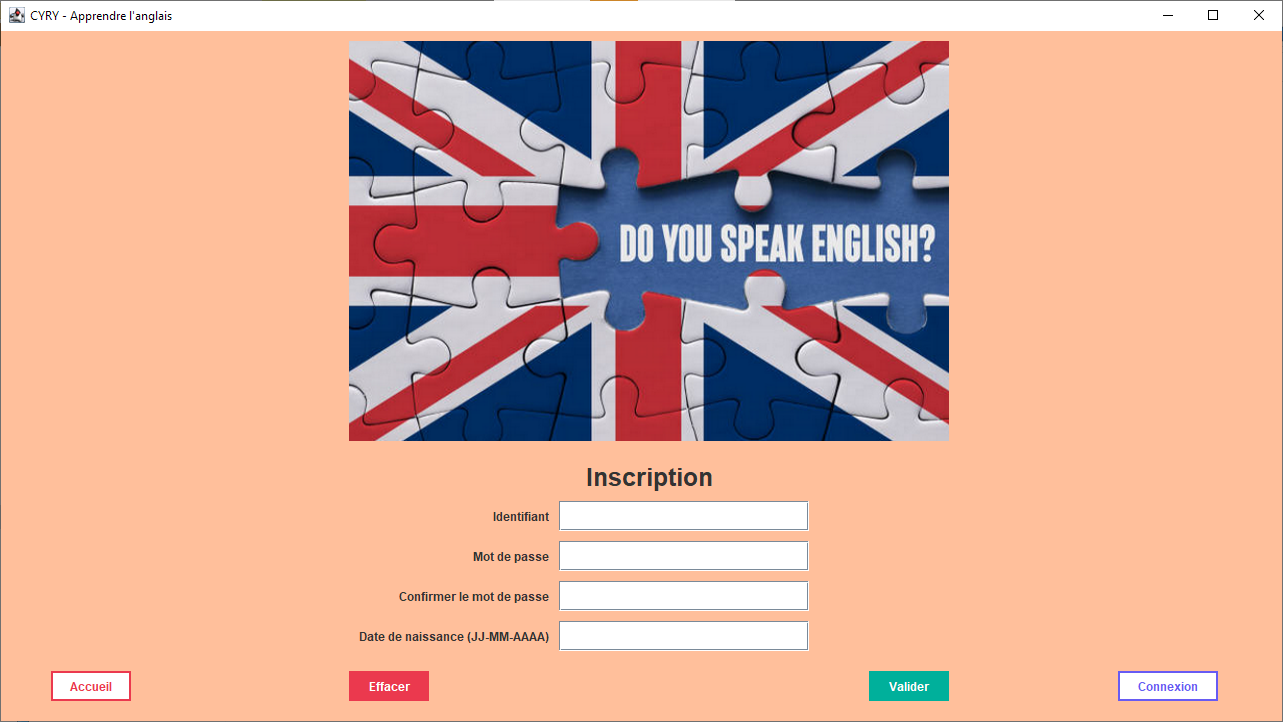 CYRY - Apprendre l'anglais
DO YOU SPEAK ENGLISH?
Inscription
Identifiant
Mot de passe
Confirmer le mot de passe
Date de naissance (JJ-MM-AAAA)
Accueil
Effacer
Valider
Connexion